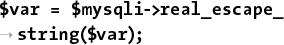 $var = $mysqli->real_escape_
→ string($var);